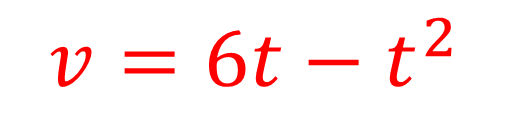 v = 6t − t²